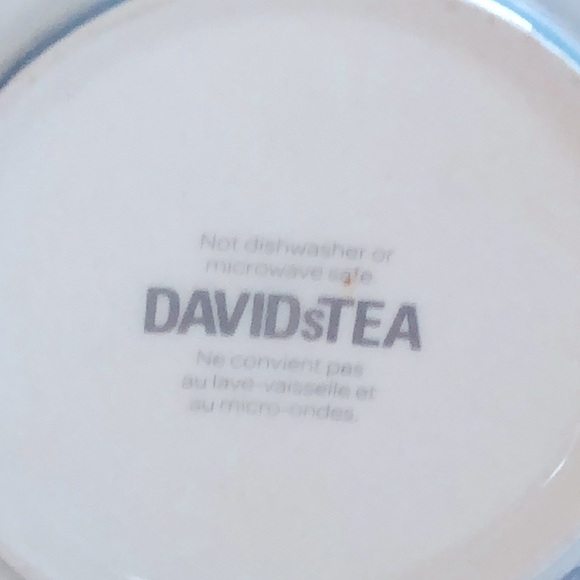 Not dishwasher or
microwave safe
DAVIDsTEA
Ne convient pas
au lave-vaisselle et
au micro-ondes.